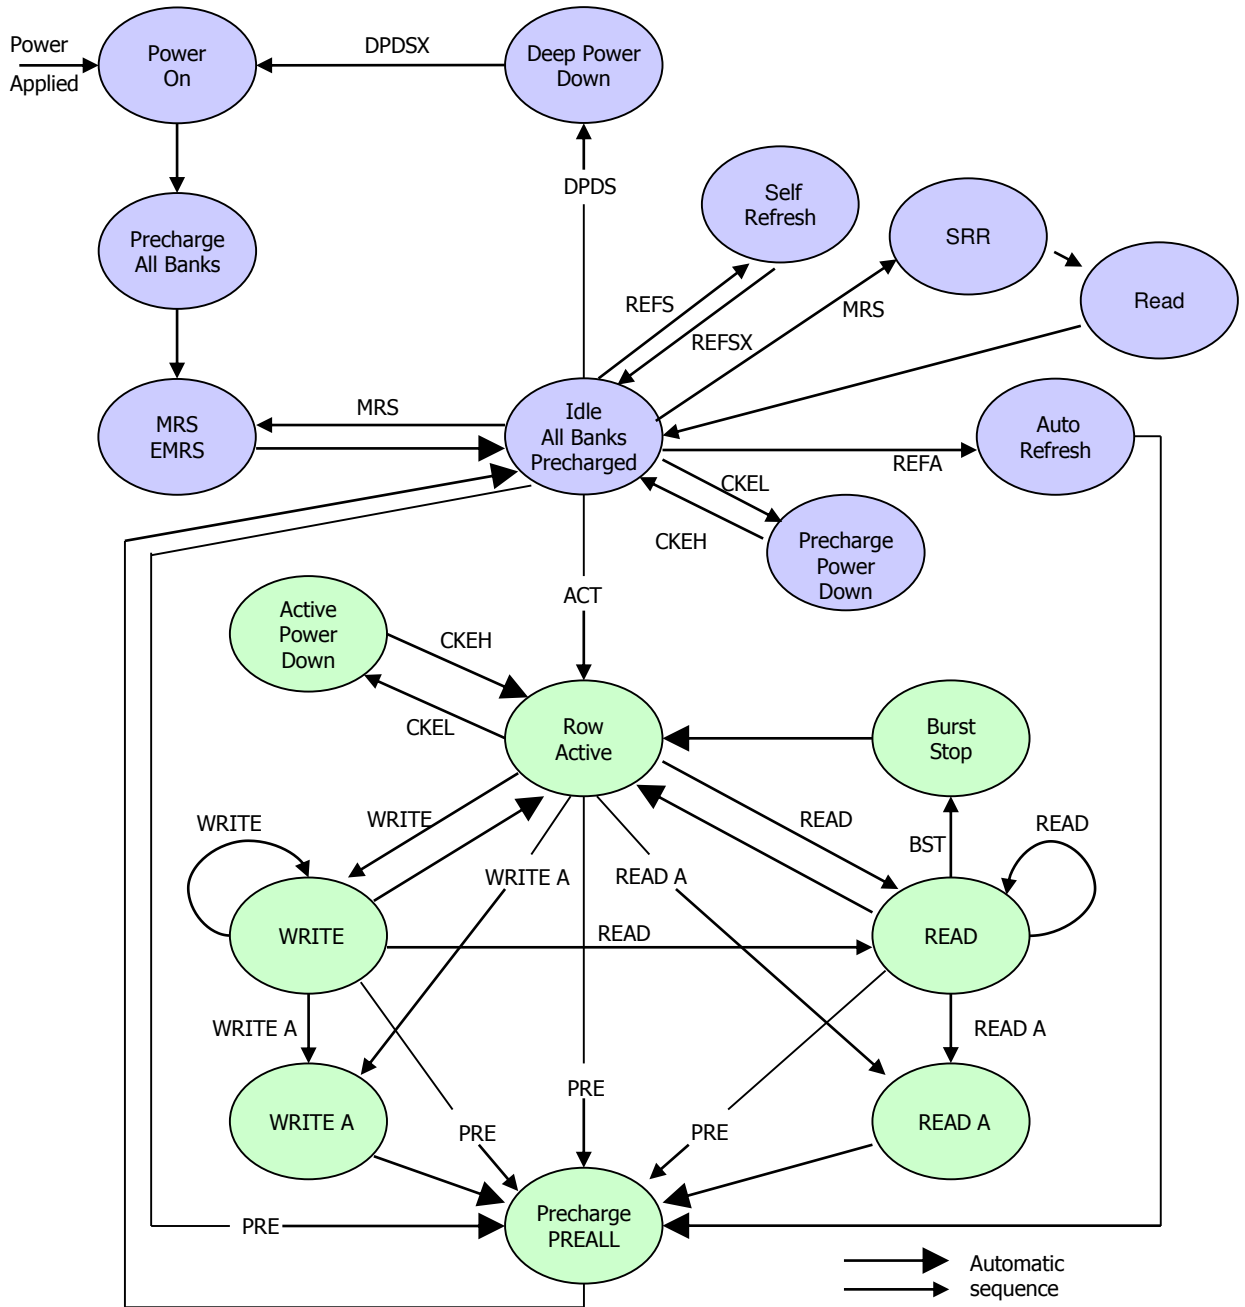 Power
Applied
Power
On
DPDSX
Deep Power
Down
DPDS
Self
Refresh
SRR
Read
Precharge
All Banks
REFS
REFSX
MRS
MRS
EMRS
MRS
Idle
All Banks
Precharged
Auto
Refresh
REFA
CKEL
CKEH
Precharge
Power
Down
ACT
Active
Power
Down
CKEH
CKEL
Row
Active
Burst
Stop
WRITE
WRITE
READ
BST
READ
WRITE A
READ A
WRITE
READ
READ
WRITE A
READ A
WRITE A
PRE
PRE
PRE
READ A
PRE
Precharge
PREALL
Automatic
sequence